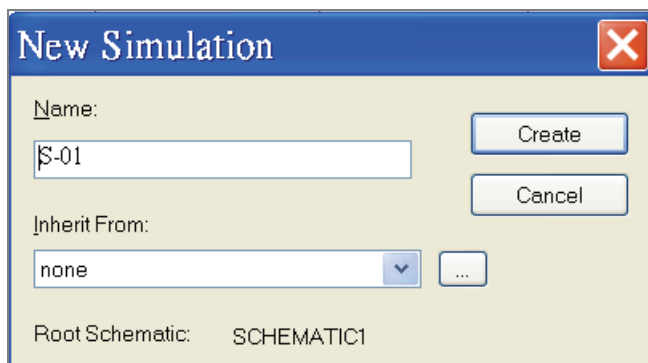 New Simulation
Name:
S-01
Create
Cancel
Inherit From:
none
...
Root Schematic: SCHEMATIC1